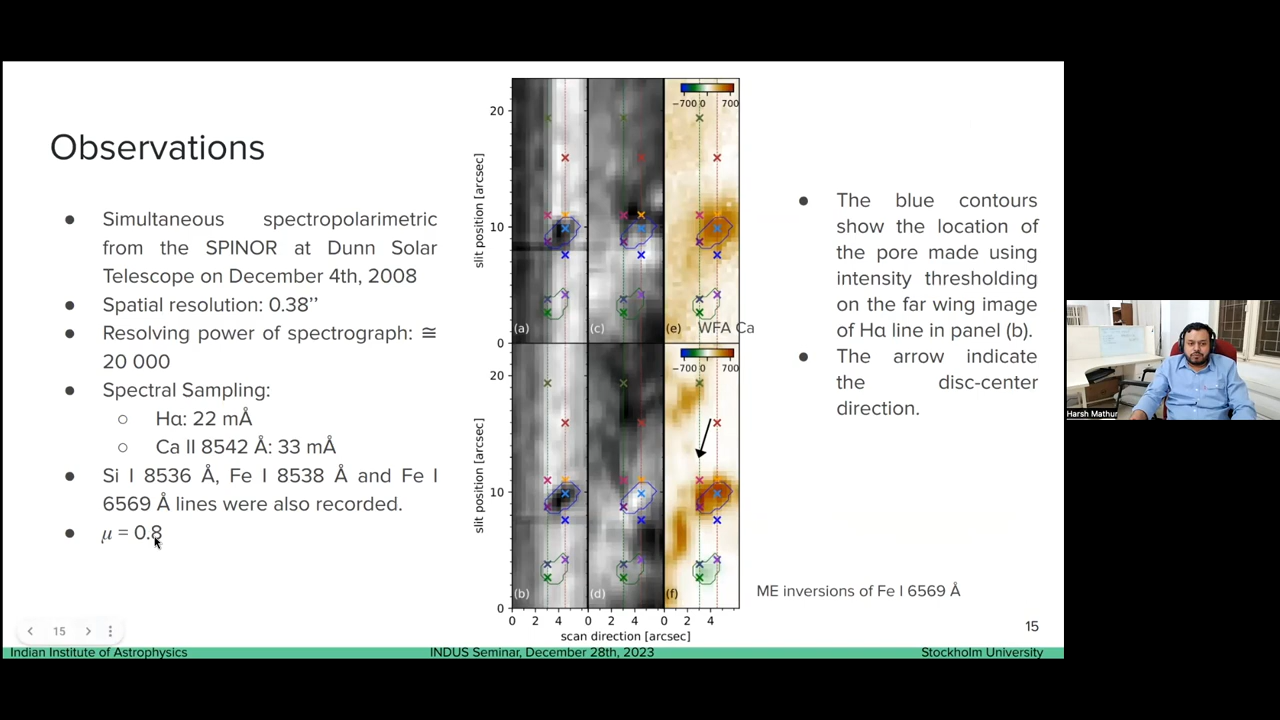 Observations
● Simultaneous spectropolarimetric
from the SPINOR at Dunn Solar
Telescope on December 4th, 2008
● Spatial resolution: 0.38’’
● Resolving power of spectrograph: ≅
20 000
● Spectral Sampling:
○ Hα: 22 mÅ
○ Ca II 8542 Å: 33 mÅ
● Si I 8536 Å, Fe I 8538 Å and Fe I
6569 Å lines were also recorded.
● μ = 0.8
slit position [arcsec]
20
10
0
(a)
(c)
(e) WFA Ca
−700 0 700
slit position [arcsec]
20
10
0
(b)
(d)
(f)
−700 0 700
0 2 4 0 2 4 0 2 4
scan direction [arcsec]
● The blue contours
show the location of
the pore made using
intensity thresholding
on the far wing image
of Hα line in panel (b).
● The arrow indicate
the disc-center
direction.
ME inversions of Fe I 6569 Å
15
15
Indian Institute of Astrophysics
INDUS Seminar, December 28th, 2023
Stockholm University
Harsh Mathur